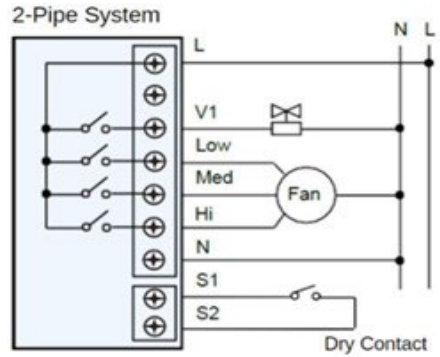 2-Pipe System
N L
L
V1
Low
Med
Fan
Hi
N
S1
S2
Dry Contact